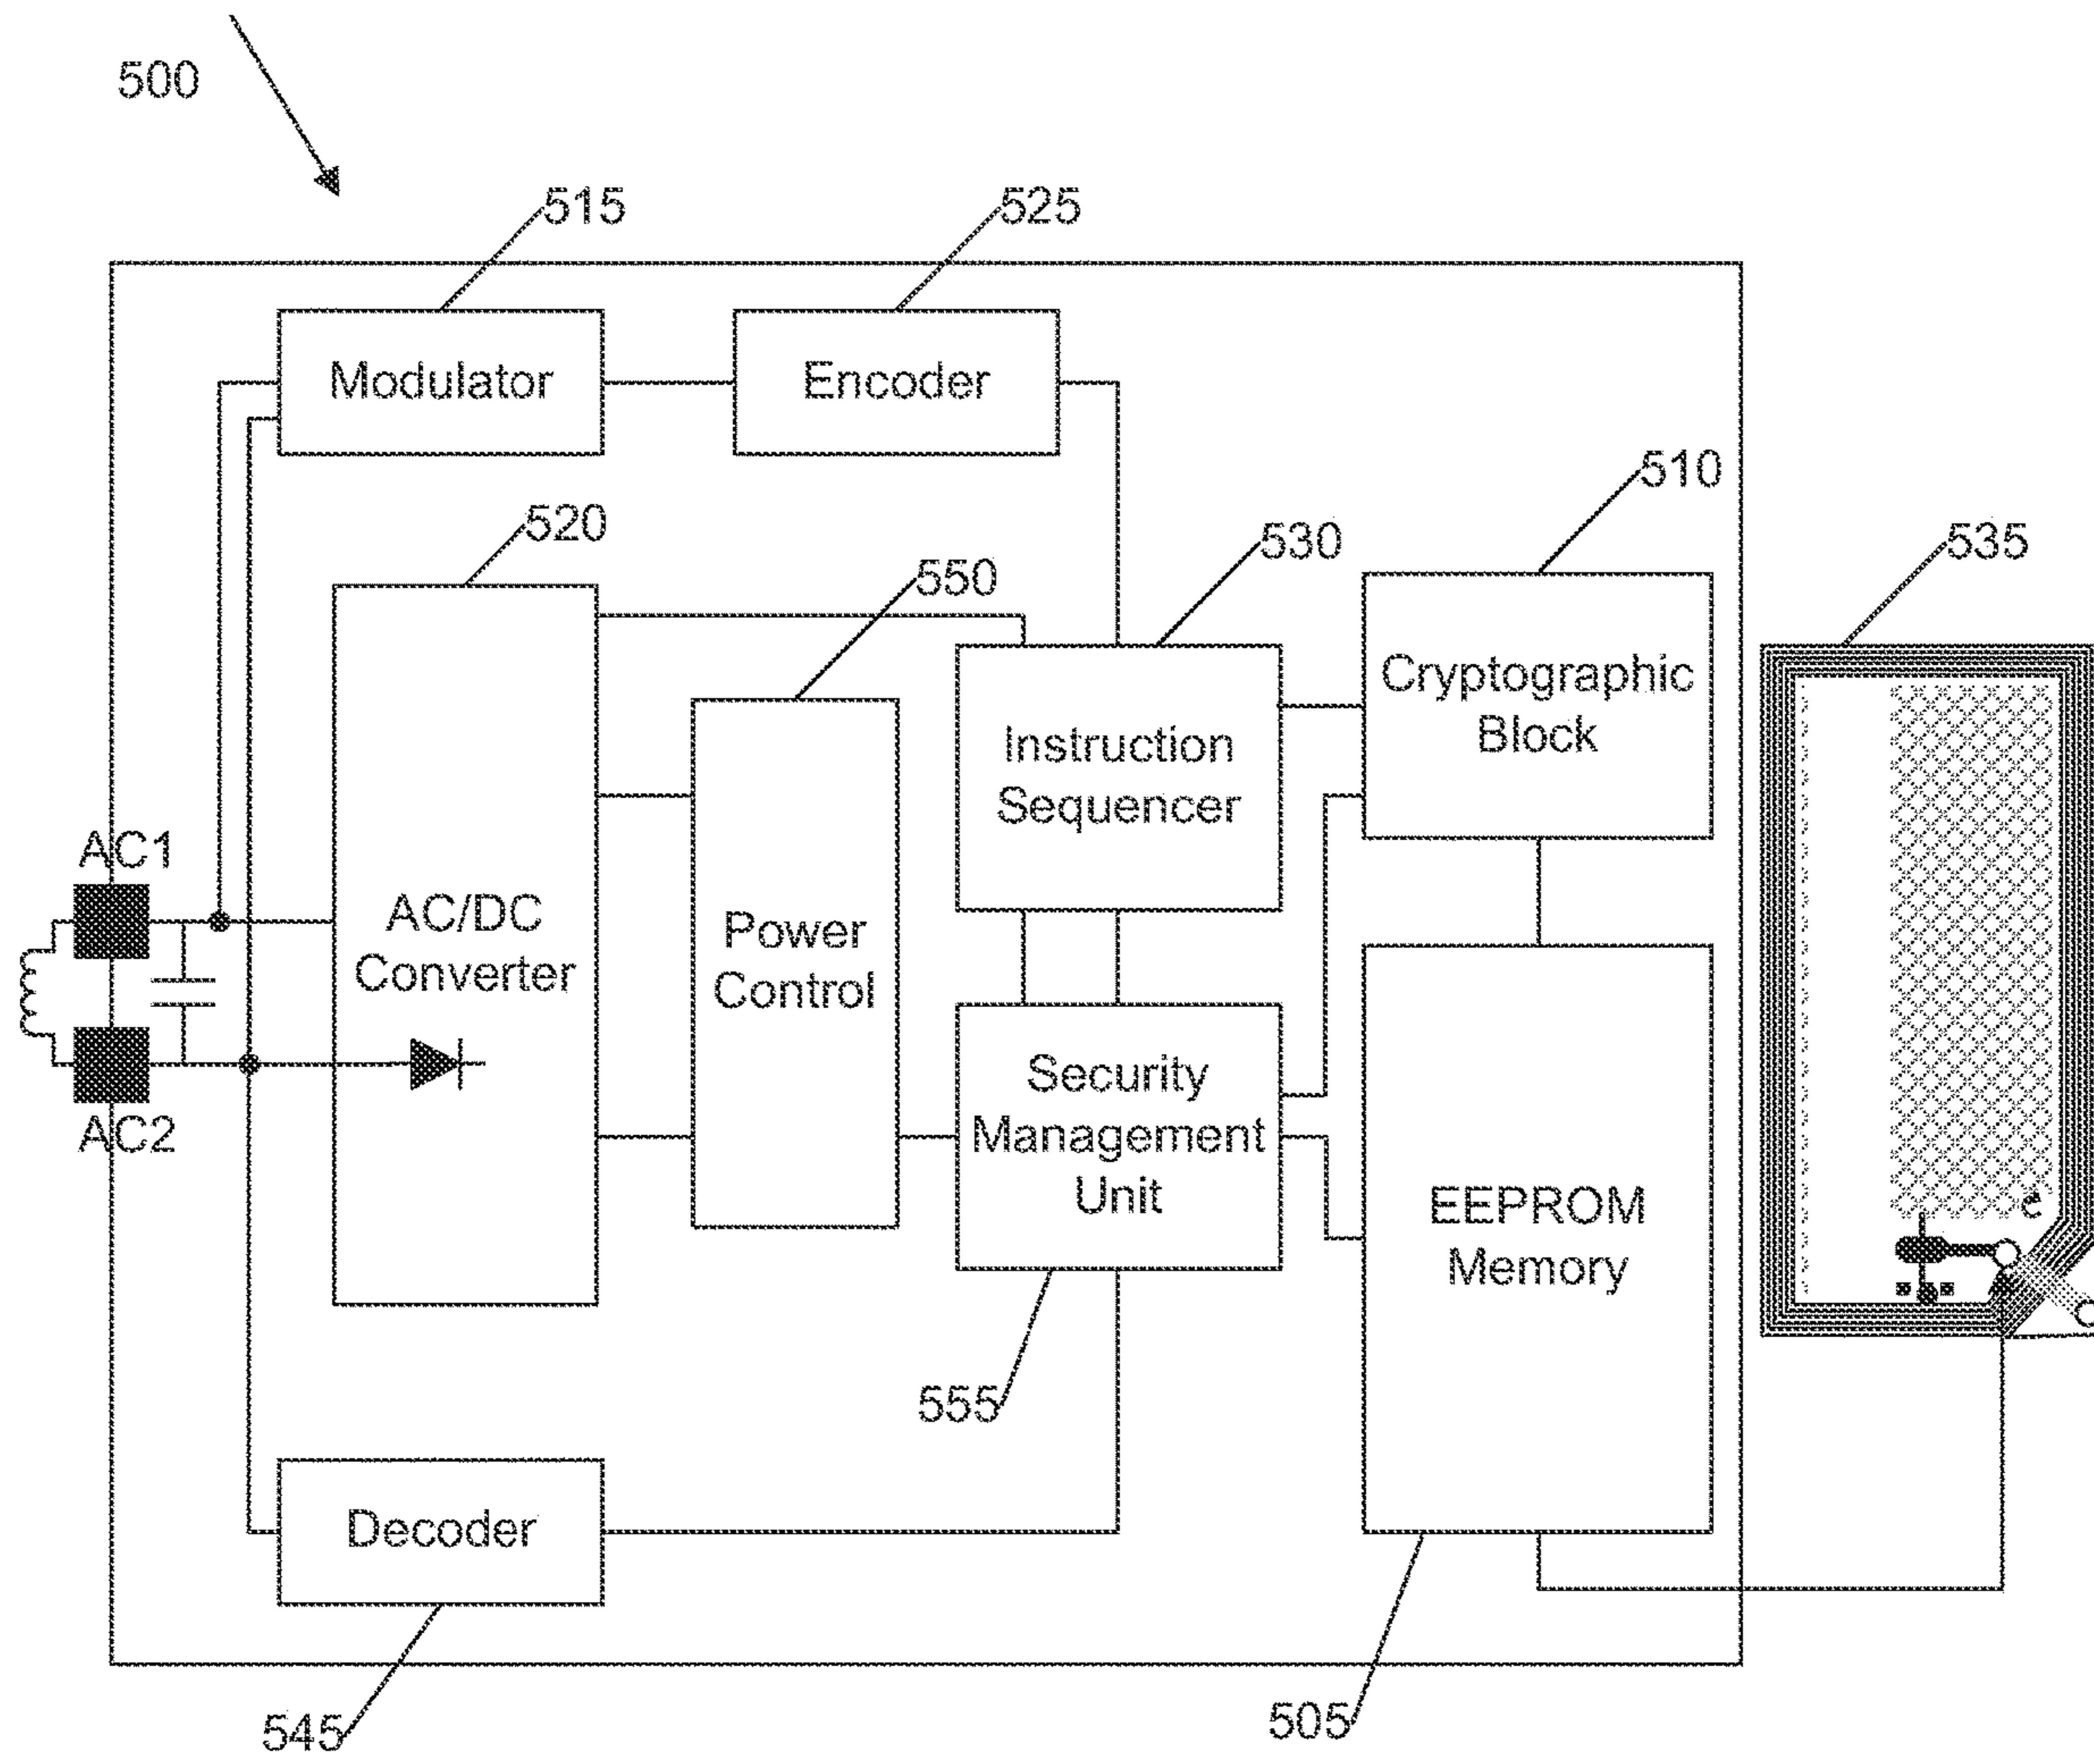 500
515
525
Modulator
Encoder
510
520
530
535
550
Cryptographic
Block
Instruction
Sequencer
AC1
AC/DC
Converter
Power
Control
Security
Management
Unit
AC2
EEPROM
Memory
555
Decoder
545
505